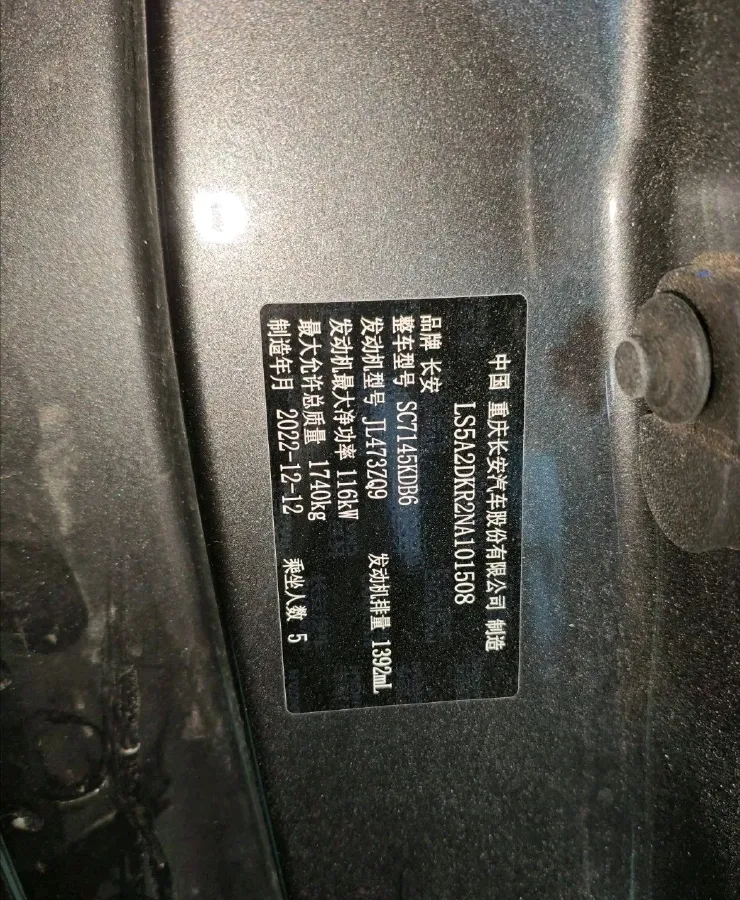 中国 重庆长安汽车股份有限公司 制造
LS5A2DKR2NA101508
品牌 长安
整车型号 SC7145KDB6
发动机型号 JL473ZQ9 发动机排量 1392mL
发动机最大净功率 116kW
最大允许总质量 1740kg
制造年月 2022-12-12 乘坐人数 5